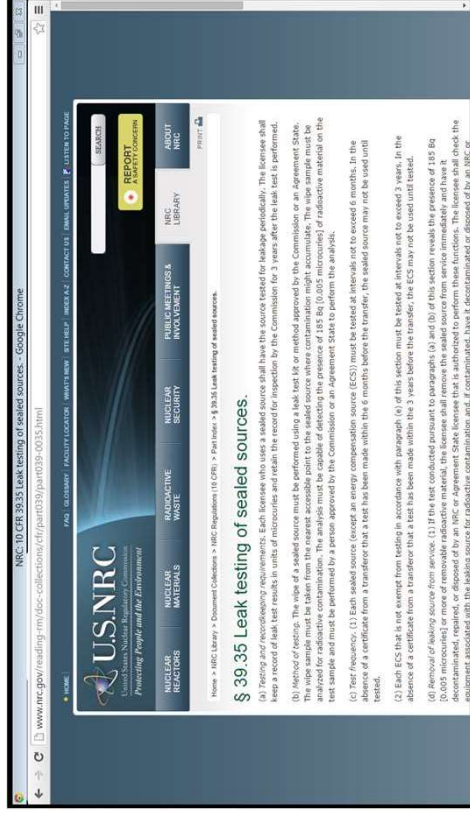 NRC: 10 CFR 39.35 Leak testing of sealed sources. - Google Chrome
www.nrc.gov/reading-rm/doc-collections/cfr/part039/part039-0035.html
HOME FAQ GLOSSARY FACILITY LOCATOR WHAT'S NEW SITE HELP INDEX A-Z CONTACT US EMAIL UPDATES LISTEN TO PAGE
SEARCH
U.S.NRC
United States Nuclear Regulatory Commission
Protecting People and the Environment
REPORT
A SAFETY CONCERN
NUCLEAR REACTORS
NUCLEAR MATERIALS
RADIOACTIVE WASTE
NUCLEAR SECURITY
PUBLIC MEETINGS & INVOLVEMENT
NRC LIBRARY
ABOUT NRC
PRINT
Home > NRC Library > Document Collections > NRC Regulations (10 CFR) > Part Index > § 39.35 Leak testing of sealed sources.
§ 39.35 Leak testing of sealed sources.
(a) Testing and recordkeeping requirements. Each licensee who uses a sealed source shall have the source tested for leakage periodically. The licensee shall
keep a record of leak test results in units of microcuries and retain the record for inspection by the Commission for 3 years after the leak test is performed.
(b) Method of testing. The wipe of a sealed source must be performed using a leak test kit or method approved by the Commission or an Agreement State.
The wipe sample must be taken from the nearest accessible point to the sealed source where contamination might accumulate. The wipe sample must be
analyzed for radioactive contamination. The analysis must be capable of detecting the presence of 185 Bq [0.005 microcuries] of radioactive material on the
test sample and must be performed by a person approved by the Commission or an Agreement State to perform the analysis.
(c) Test frequency. (1) Each sealed source (except an energy compensation source (ECS)) must be tested at intervals not to exceed 6 months. In the
absence of a certificate from a transferor that a test has been made within the 6 months before the transfer, the sealed source may not be used until
tested.
(2) Each ECS that is not exempt from testing in accordance with paragraph (e) of this section must be tested at intervals not to exceed 3 years. In the
absence of a certificate from a transferor that a test has been made within the 3 years before the transfer, the ECS may not be used until tested.
(d) Removal of leaking source from service. (1) If the test conducted pursuant to paragraphs (a) and (b) of this section reveals the presence of 185 Bq
[0.005 microcuries] or more of removable radioactive material, the licensee shall remove the sealed source from service immediately and have it
decontaminated, repaired, or disposed of by an NRC or Agreement State licensee that is authorized to perform these functions. The licensee shall check the
equipment associated with the leaking source for radioactive contamination and, if contaminated, have it decontaminated or disposed of by an NRC or